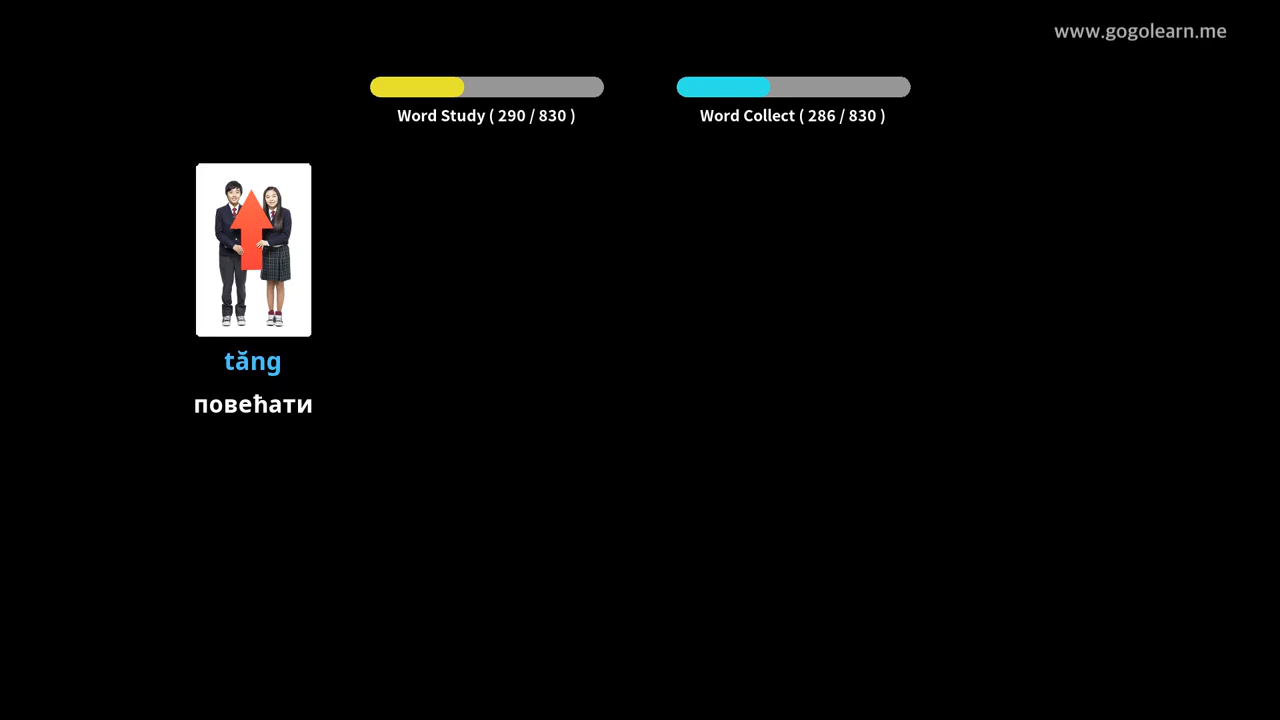 www.gogolearn.me
Word Study ( 290 / 830 )
Word Collect ( 286 / 830 )
tăng
повећати